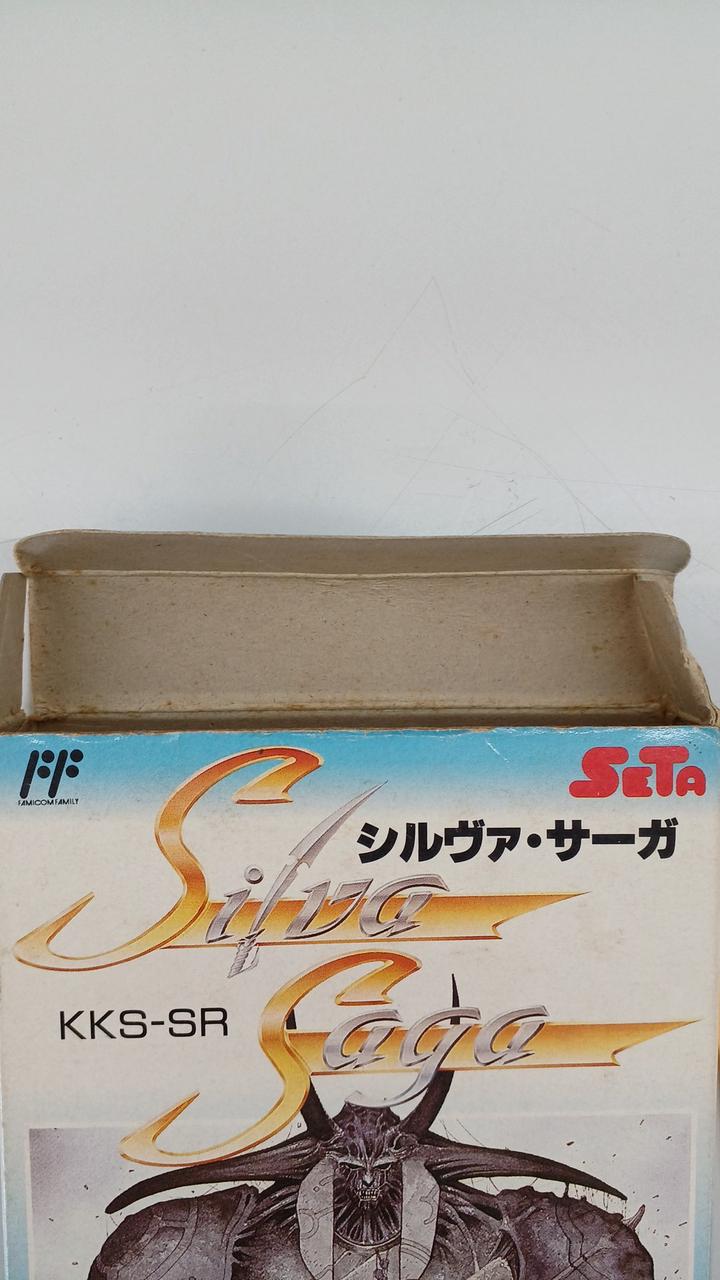 FF
FAMICOM FAMILY
SETA
シルヴァ・サーガ
Silva
Saga
KKS-SR